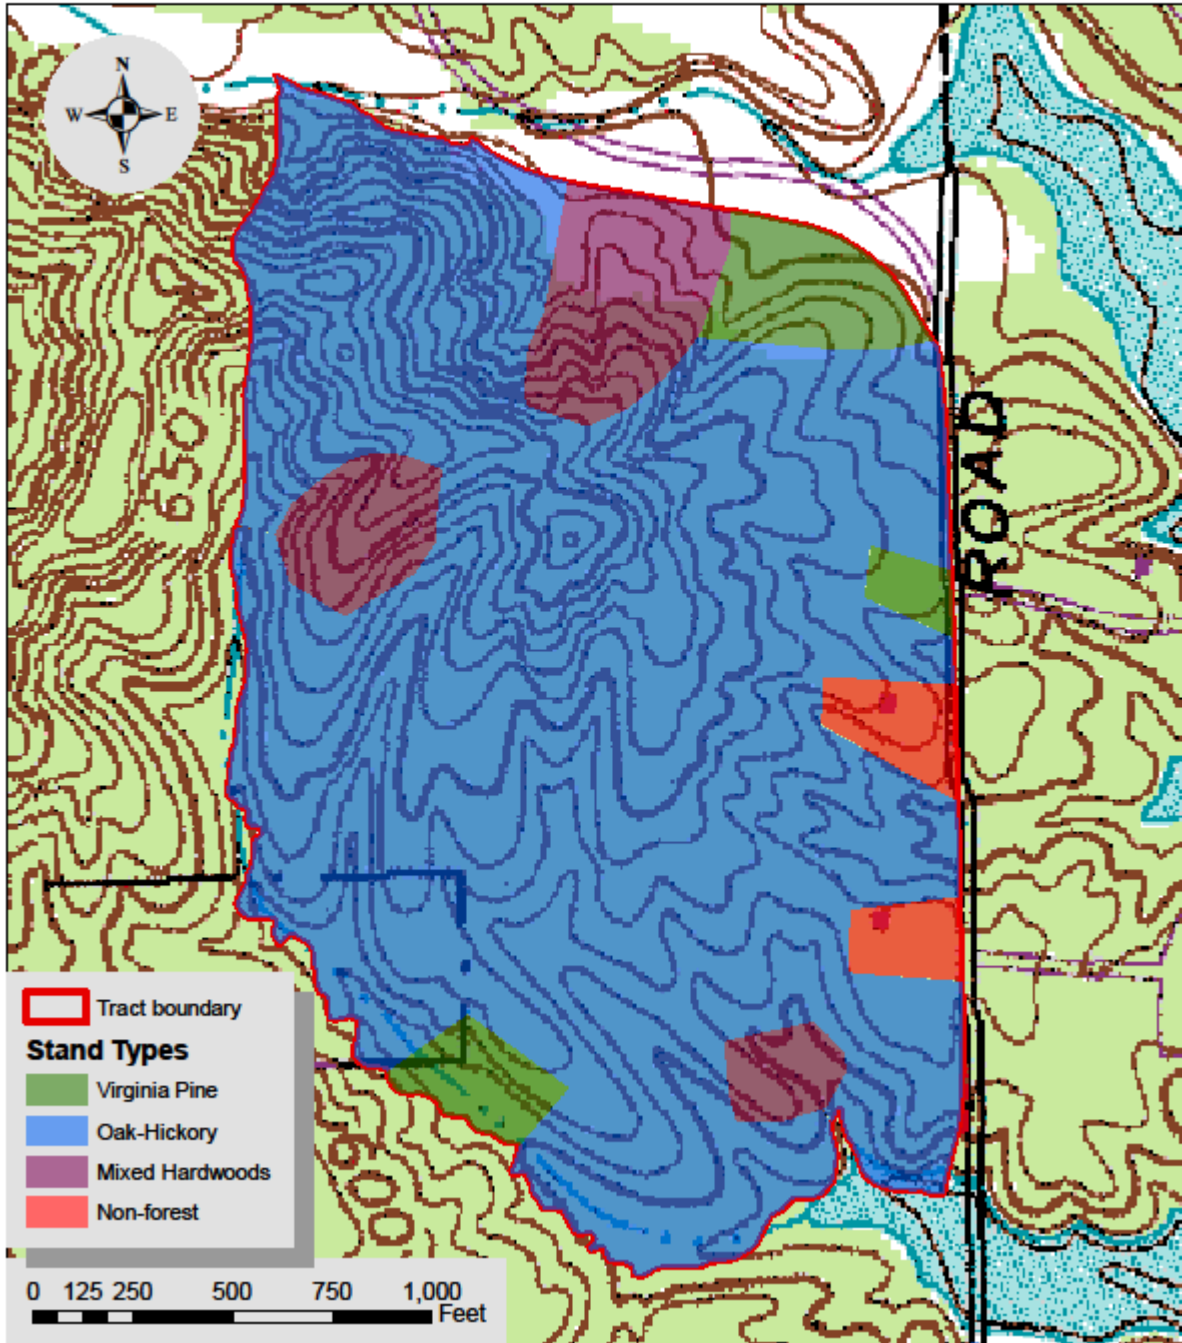 N
W E
S
650
ROAD
Tract boundary
Stand Types
Virginia Pine
Oak-Hickory
Mixed Hardwoods
Non-forest
800
0 125 250 500 750 1,000
Feet